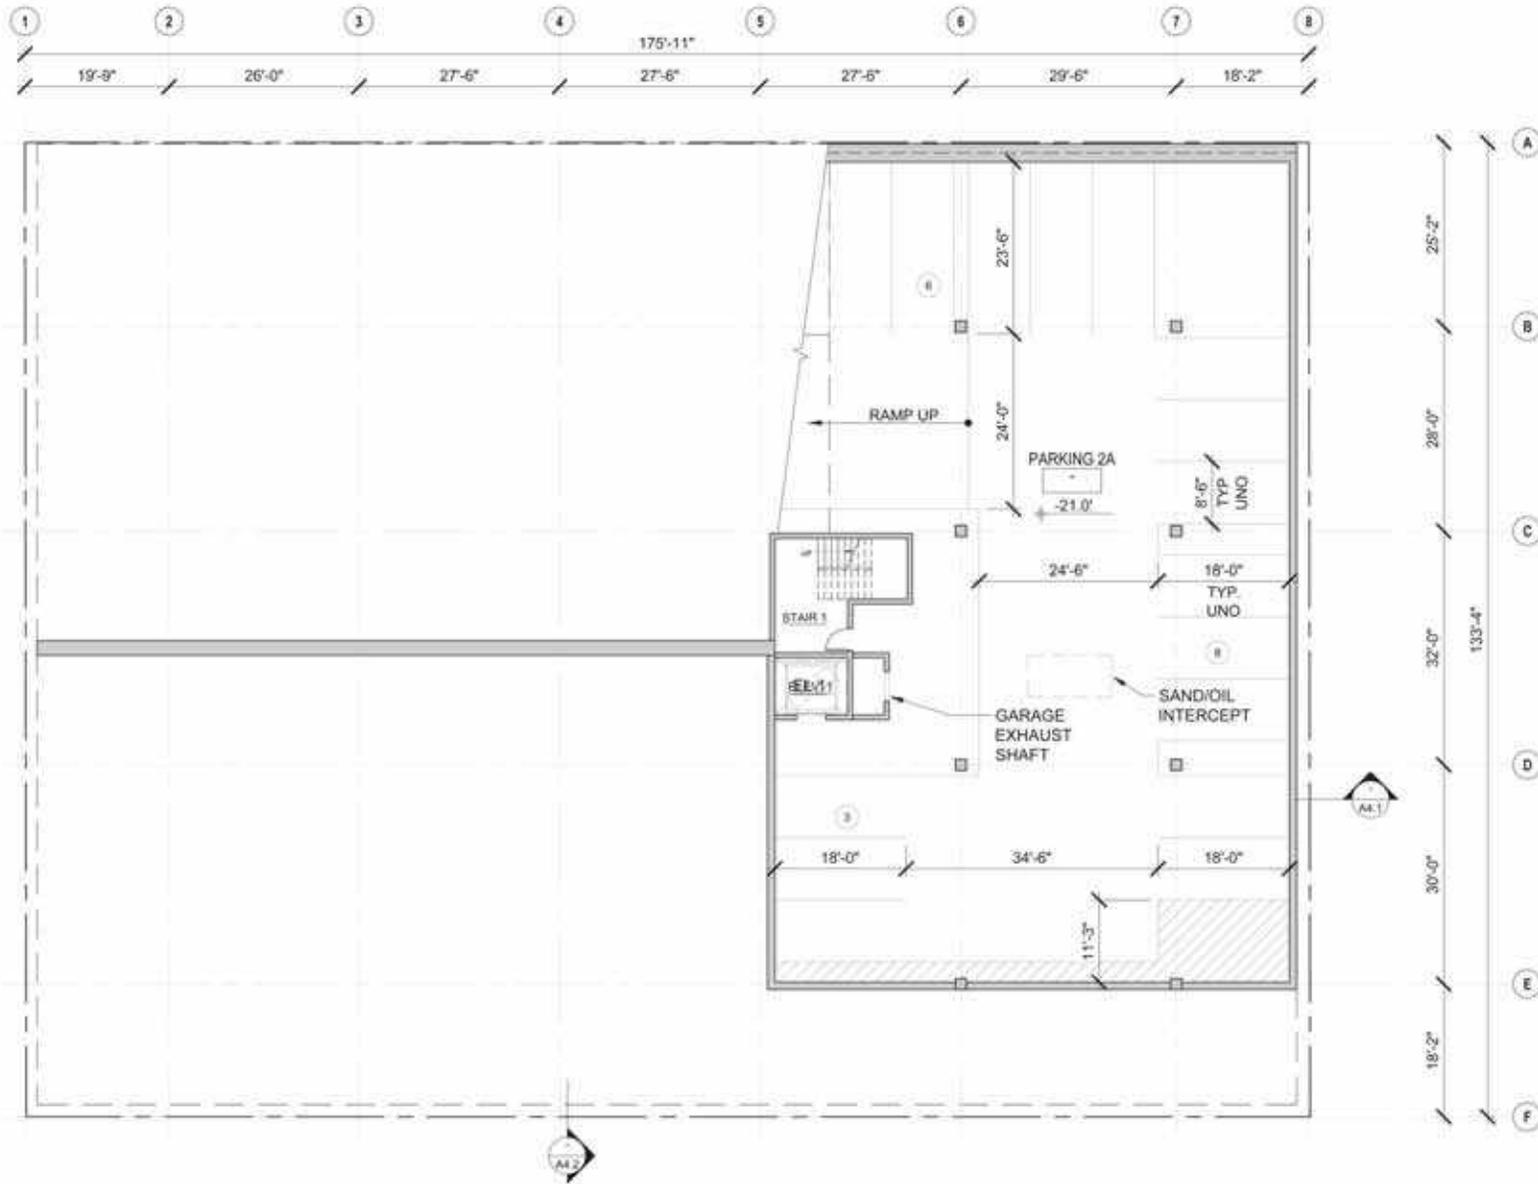 1 2 3 4 5 6 7 8
175'-11"
19'-9" 26'-0" 27'-6" 27'-6" 27'-6" 29'-6" 18'-2"
A
25'-2"
23'-6"
6
B
28'-0"
24'-0"
RAMP UP
PARKING 2A
-21.0'
8'-6"
TYP
UNO
C
24'-6" 18'-0"
TYP.
UNO
STAIR 1
32'-0"
133'-4"
8
SAND/OIL
INTERCEPT
GARAGE
EXHAUST
SHAFT
D
A4.1
3
18'-0" 34'-6" 18'-0"
30'-0"
11'-3"
E
18'-2"
F
A4.2